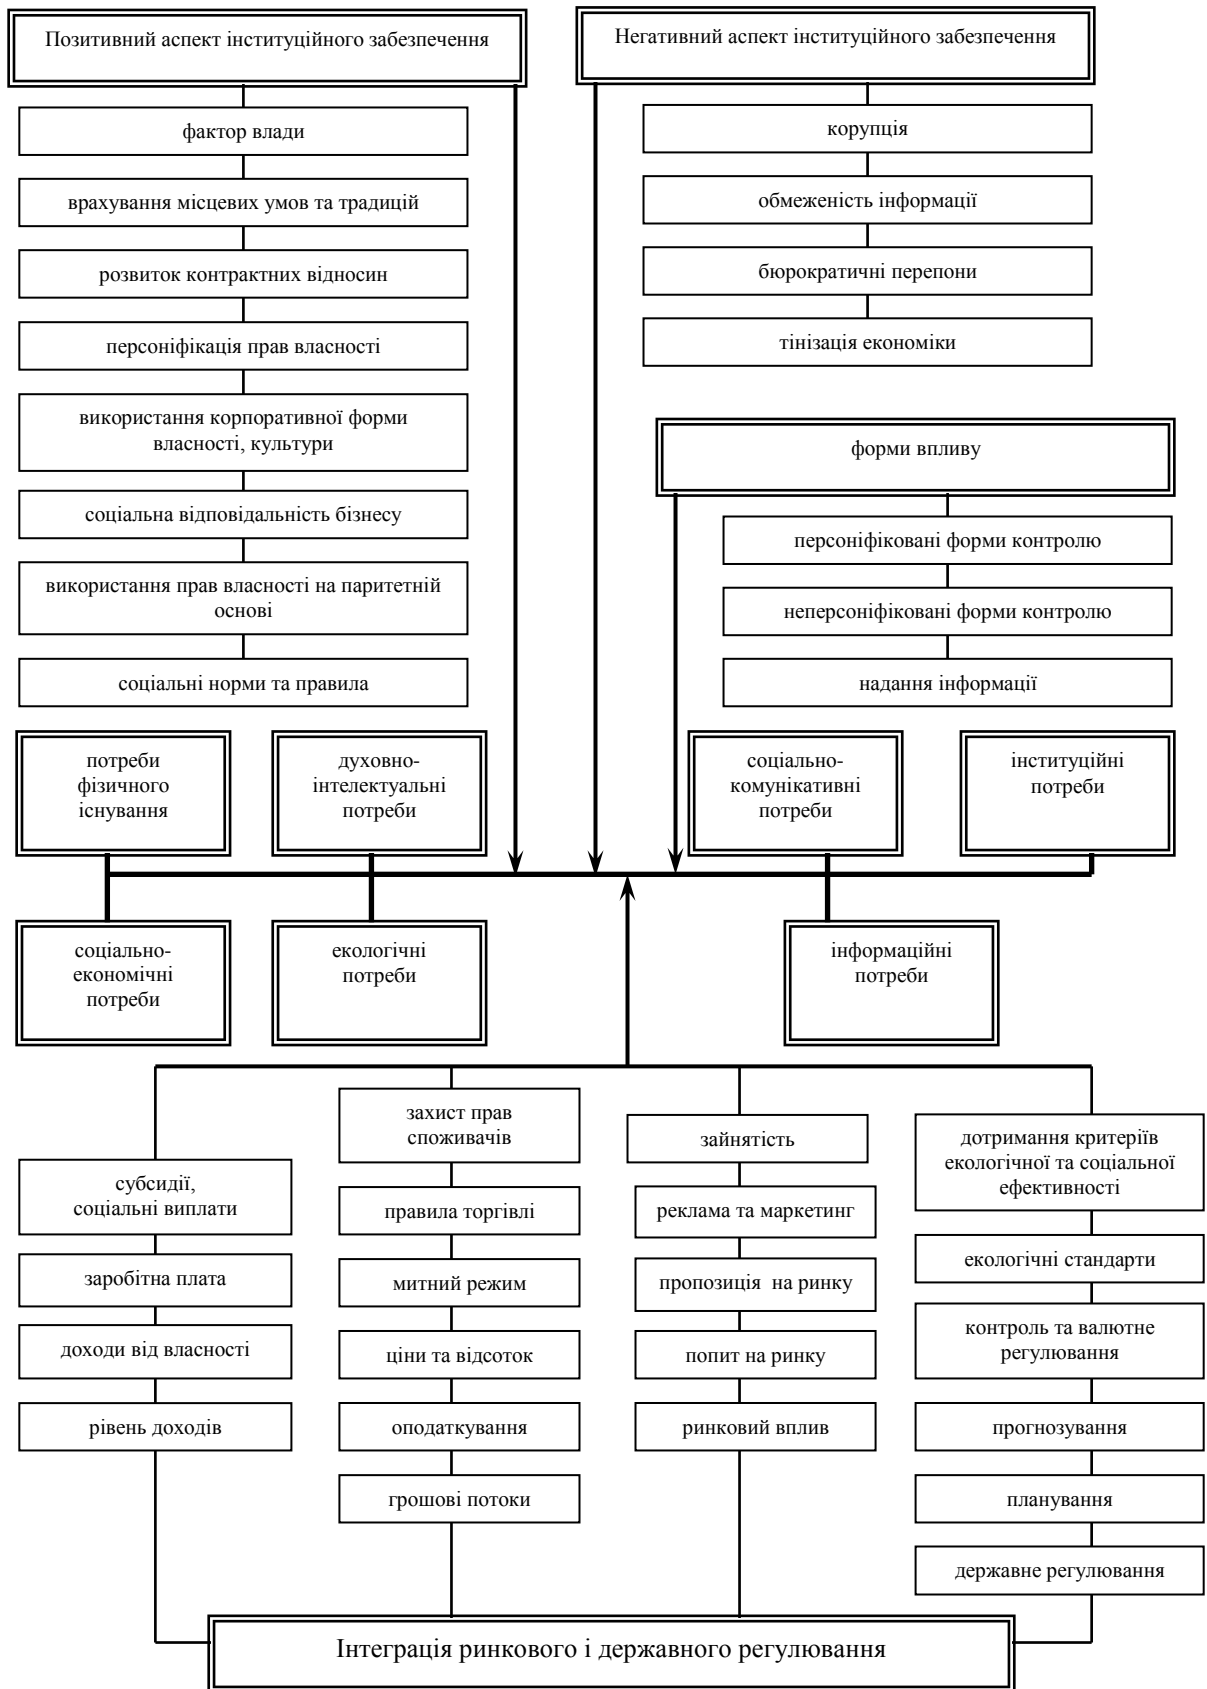 Позитивний аспект інституційного забезпечення
Негативний аспект інституційного забезпечення
фактор влади
врахування місцевих умов та традицій
розвиток контрактних відносин
персоніфікація прав власності
використання корпоративної форми
власності, культури
соціальна відповідальність бізнесу
використання прав власності на паритетній
основі
соціальні норми та правила
корупція
обмеженість інформації
бюрократичні перепони
тінізація економіки
форми впливу
персоніфіковані форми контролю
неперсоніфіковані форми контролю
надання інформації
потреби
фізичного
існування
духовно-
інтелектуальні
потреби
соціально-
комунікативні
потреби
інституційні
потреби
соціально-
економічні
потреби
екологічні
потреби
інформаційні
потреби
субсидії,
соціальні виплати
заробітна плата
доходи від власності
рівень доходів
захист прав
споживачів
правила торгівлі
митний режим
ціни та відсоток
оподаткування
грошові потоки
зайнятість
реклама та маркетинг
пропозиція на ринку
попит на ринку
ринковий вплив
дотримання критеріїв
екологічної та соціальної
ефективності
екологічні стандарти
контроль та валютне
регулювання
прогнозування
планування
державне регулювання
Інтеграція ринкового і державного регулювання